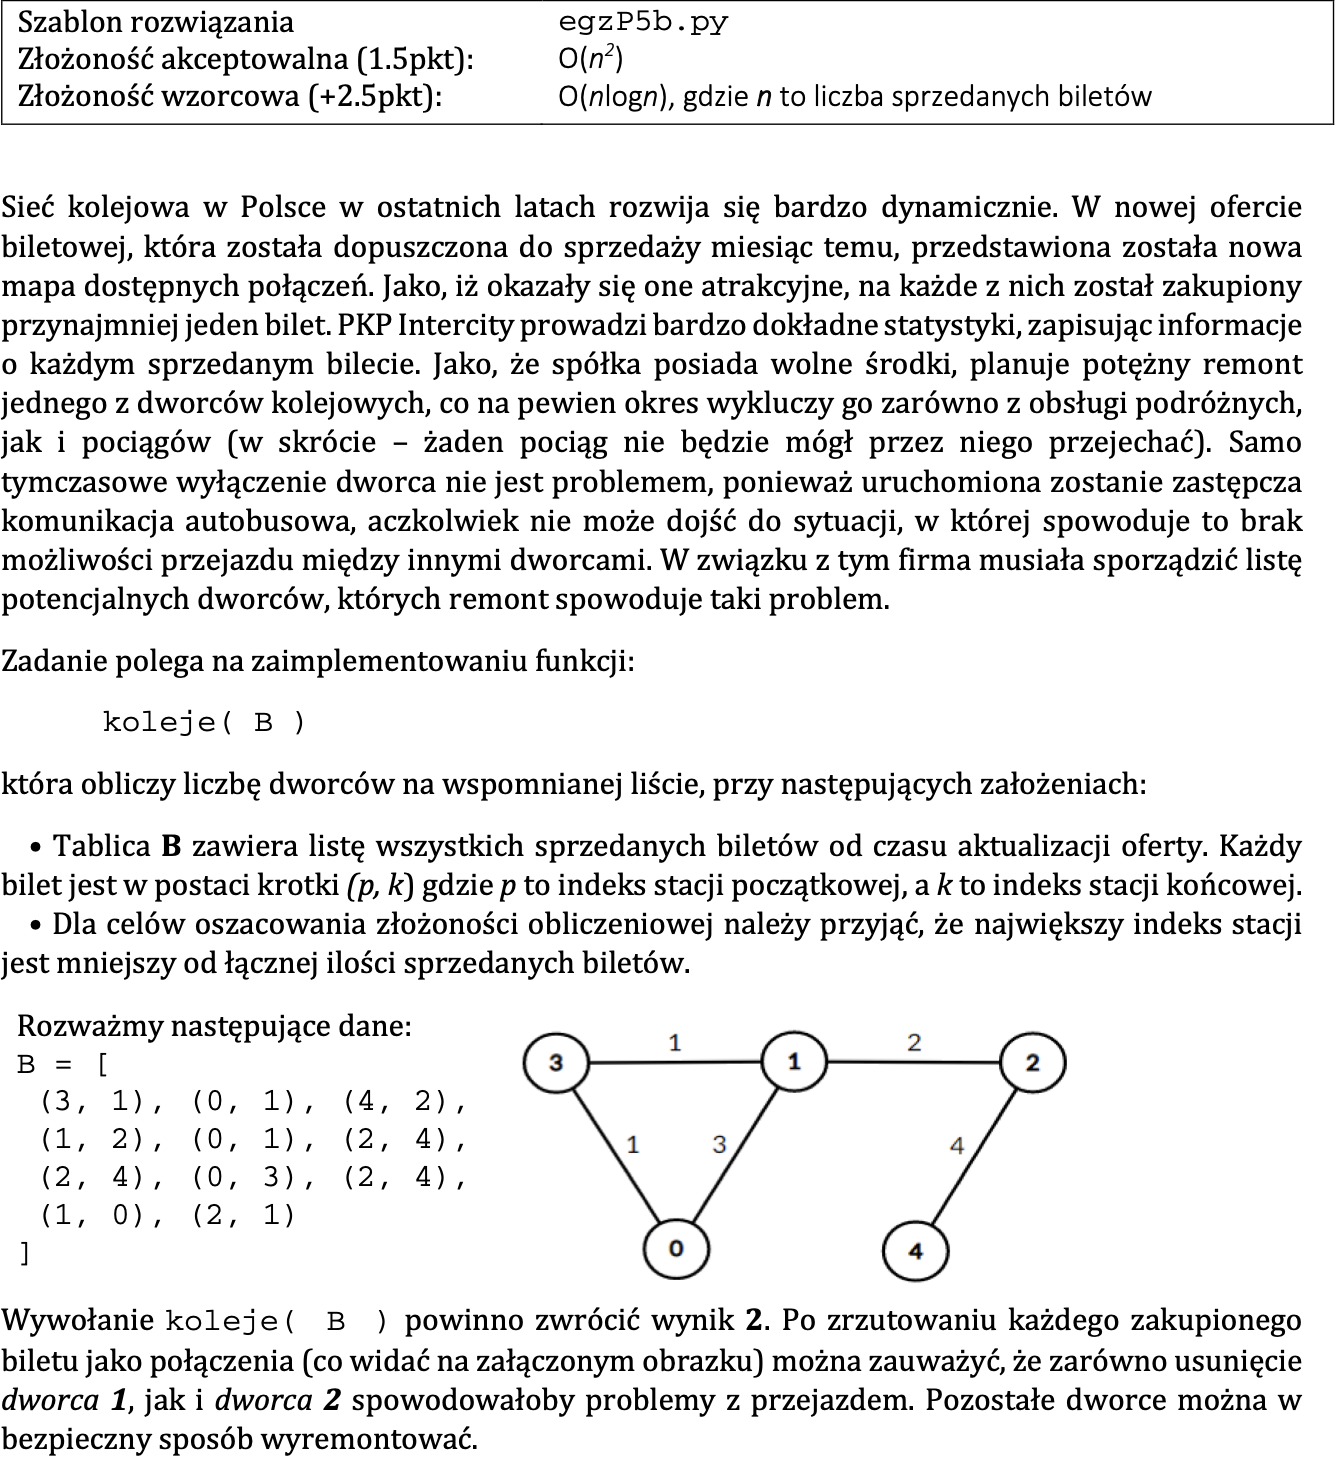 Szablon rozwiązania egzP5b.py
Złożoność akceptowalna (1.5pkt): O(n²)
Złożoność wzorcowa (+2.5pkt): O(nlogn), gdzie n to liczba sprzedanych biletów
Sieć kolejowa w Polsce w ostatnich latach rozwija się bardzo dynamicznie. W nowej ofercie
biletowej, która została dopuszczona do sprzedaży miesiąc temu, przedstawiona została nowa
mapa dostępnych połączeń. Jako, iż okazały się one atrakcyjne, na każde z nich został zakupiony
przynajmniej jeden bilet. PKP Intercity prowadzi bardzo dokładne statystyki, zapisując informacje
o każdym sprzedanym bilecie. Jako, że spółka posiada wolne środki, planuje potężny remont
jednego z dworców kolejowych, co na pewien okres wykluczy go zarówno z obsługi podróżnych,
jak i pociągów (w skrócie – żaden pociąg nie będzie mógł przez niego przejechać). Samo
tymczasowe wyłączenie dworca nie jest problemem, ponieważ uruchomiona zostanie zastępcza
komunikacja autobusowa, aczkolwiek nie może dojść do sytuacji, w której spowoduje to brak
możliwości przejazdu między innymi dworcami. W związku z tym firma musiała sporządzić listę
potencjalnych dworców, których remont spowoduje taki problem.
Zadanie polega na zaimplementowaniu funkcji:
koleje( B )
która obliczy liczbę dworców na wspomnianej liście, przy następujących założeniach:
• Tablica B zawiera listę wszystkich sprzedanych biletów od czasu aktualizacji oferty. Każdy
bilet jest w postaci krotki (p, k) gdzie p to indeks stacji początkowej, a k to indeks stacji końcowej.
• Dla celów oszacowania złożoności obliczeniowej należy przyjąć, że największy indeks stacji
jest mniejszy od łącznej ilości sprzedanych biletów.
Rozważmy następujące dane:
B = [
(3, 1), (0, 1), (4, 2),
(1, 2), (0, 1), (2, 4),
(2, 4), (0, 3), (2, 4),
(1, 0), (2, 1)
]
1 2
3 1 2
1 3 4
0 4
Wywołanie koleje( B ) powinno zwrócić wynik 2. Po zrzutowaniu każdego zakupionego
biletu jako połączenia (co widać na załączonym obrazku) można zauważyć, że zarówno usunięcie
dworca 1, jak i dworca 2 spowodowałoby problemy z przejazdem. Pozostałe dworce można w
bezpieczny sposób wyremontować.